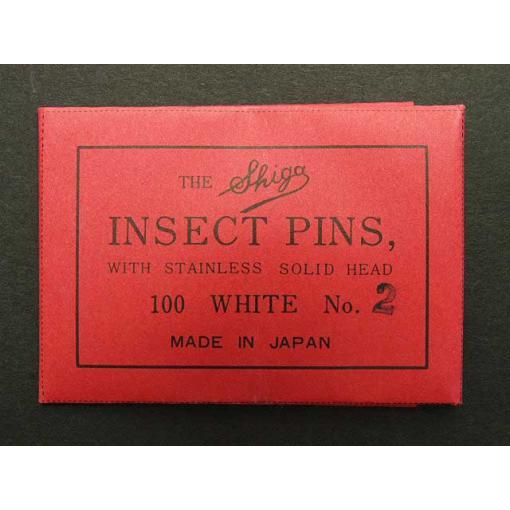 THE Shiga
INSECT PINS,
WITH STAINLESS SOLID HEAD
100 WHITE No. 2
MADE IN JAPAN